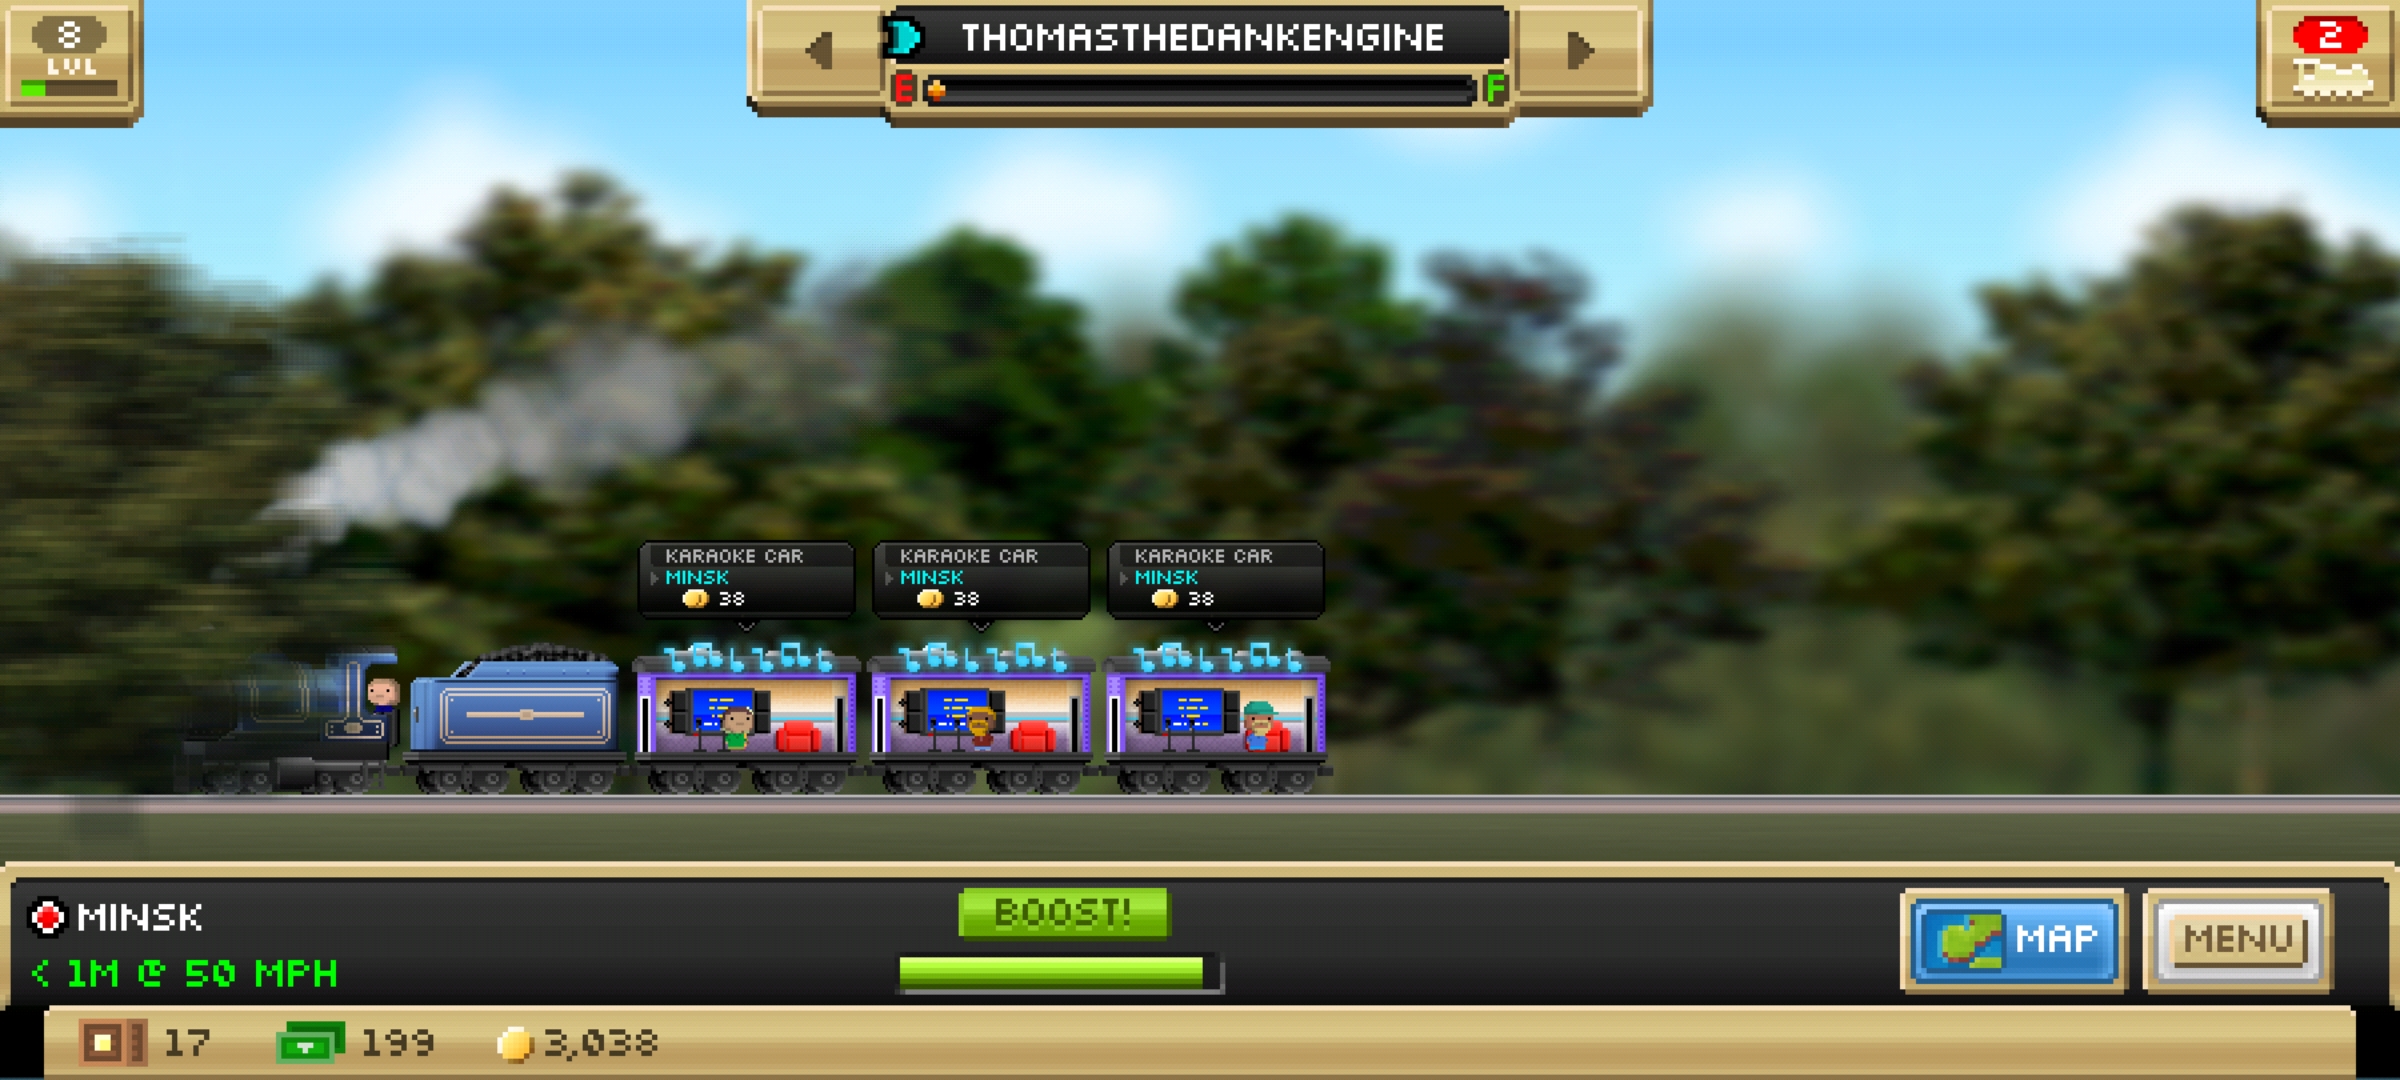 8
LVL
THOMASTHEDANKENGINE
E
F
2
KARAOKE CAR
MINSK
38
KARAOKE CAR
MINSK
38
KARAOKE CAR
MINSK
38
MINSK
< 1M @ 50 MPH
BOOST!
MAP
MENU
17
199
3,038